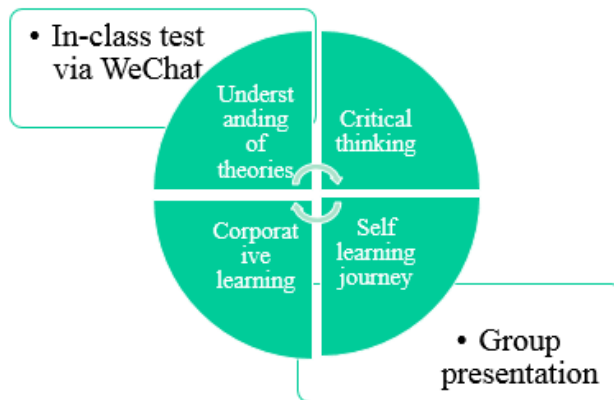 • In-class test
via WeChat
Underst
anding
of
theories
Critical
thinking
Corporat
ive
learning
Self
learning
journey
• Group
presentation